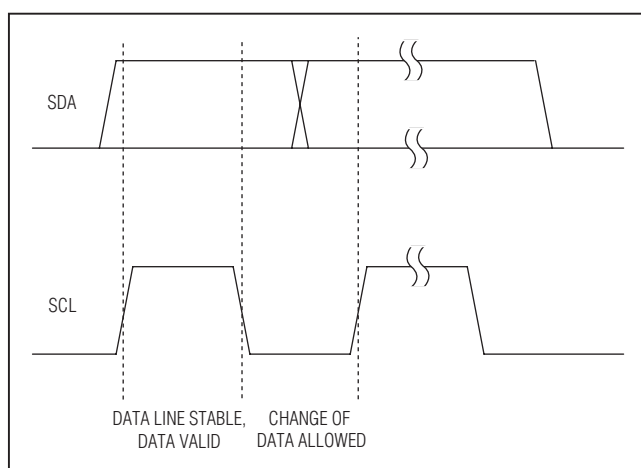 SDA
SCL
DATA LINE STABLE,
DATA VALID
CHANGE OF
DATA ALLOWED